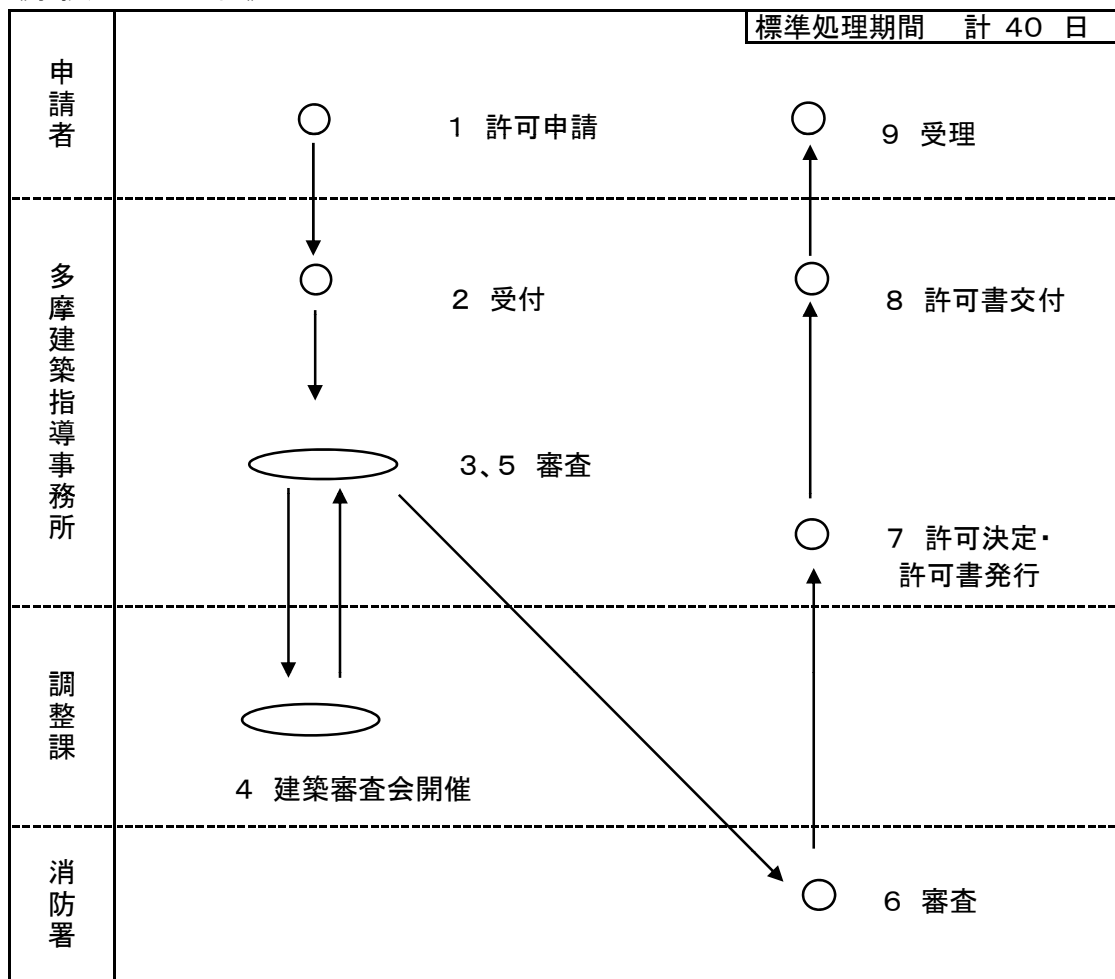 標準処理期間 計 40 日
申請者
1 許可申請
9 受理
多摩建築指導事務所
2 受付
8 許可書交付
3、5 審査
7 許可決定・
許可書発行
調整課
4 建築審査会開催
消防署
6 審査